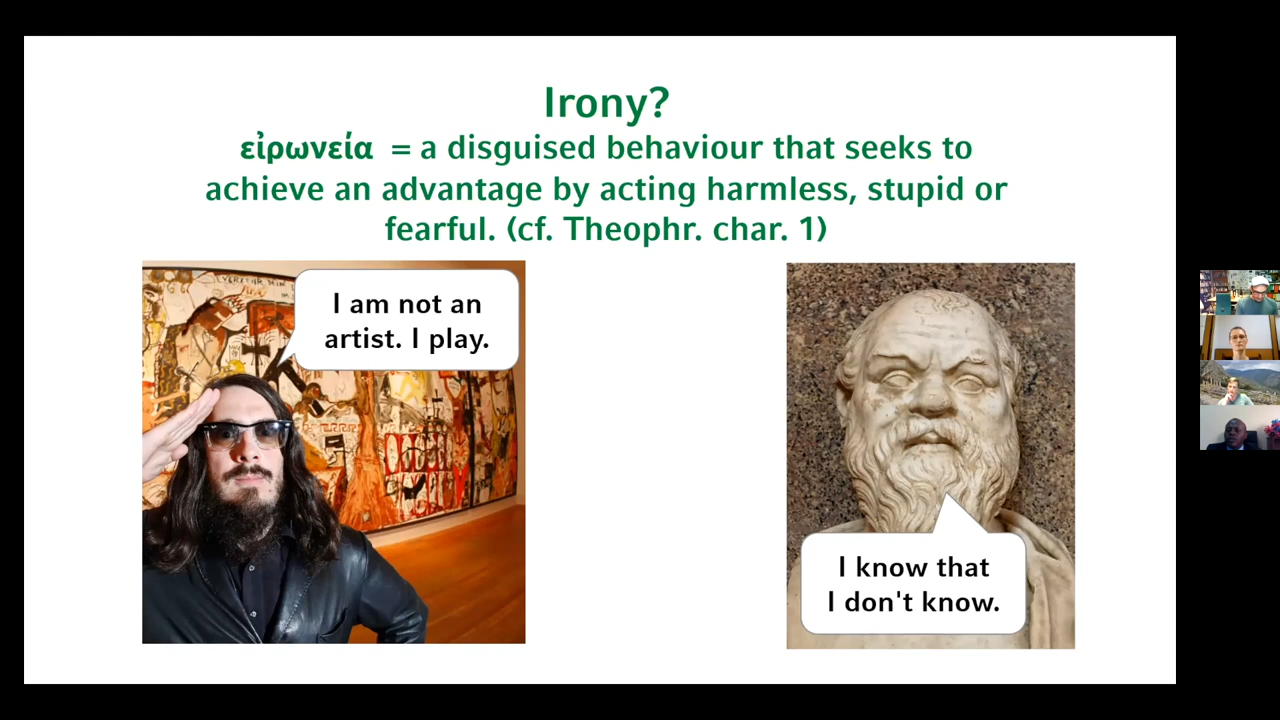 Irony?
εἰρωνεία = a disguised behaviour that seeks to
achieve an advantage by acting harmless, stupid or
fearful. (cf. Theophr. char. 1)
I am not an
artist. I play.
I know that
I don't know.